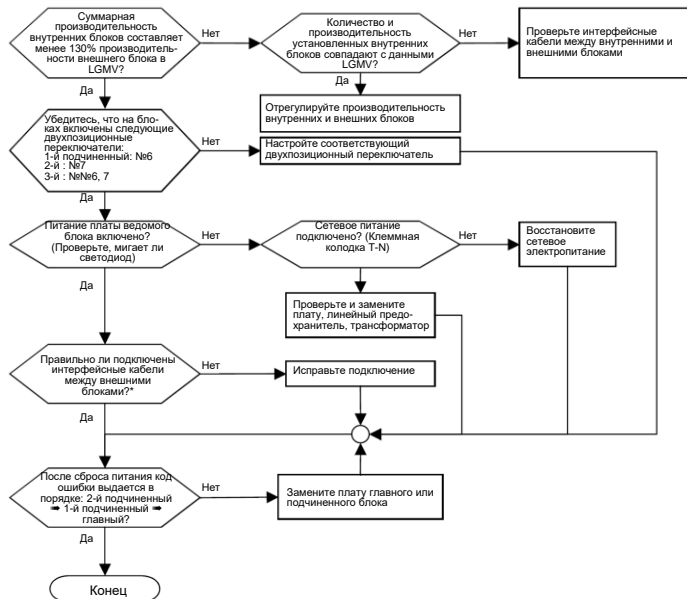 Суммарная
производительность
внутренних блоков составляет
менее 130% производитель-
ности внешнего блока в
LGMV?
Нет
Количество и
производительность
установленных внутренних
блоков совпадают с данными
LGMV?
Нет
Проверьте интерфейсные
кабели между внутренними и
внешними блоками
Да
Да
Отрегулируйте производительность
внутренних и внешних блоков
Убедитесь, что на бло-
ках включены следующие
двухпозиционные
переключатели:
1-й подчиненный: №6
2-й : №7
3-й : №№6, 7
Нет
Настройте соответствующий
двухпозиционный переключатель
Да
Питание платы ведомого
блока включено?
(Проверьте, мигает ли
светодиод)
Нет
Сетевое питание
подключено? (Клеммная
колодка T-N)
Нет
Восстановите
сетевое
электропитание
Да
Проверьте и замените
плату, линейный предо-
хранитель, трансформатор
Правильно ли подключены
интерфейсные кабели
между внешними
блоками?*
Нет
Исправьте подключение
Да
После сброса питания код
ошибки выдается в
порядке: 2-й подчиненный
➡ 1-й подчиненный ➡
главный?
Нет
Замените плату главного или
подчиненного блока
Да
Конец